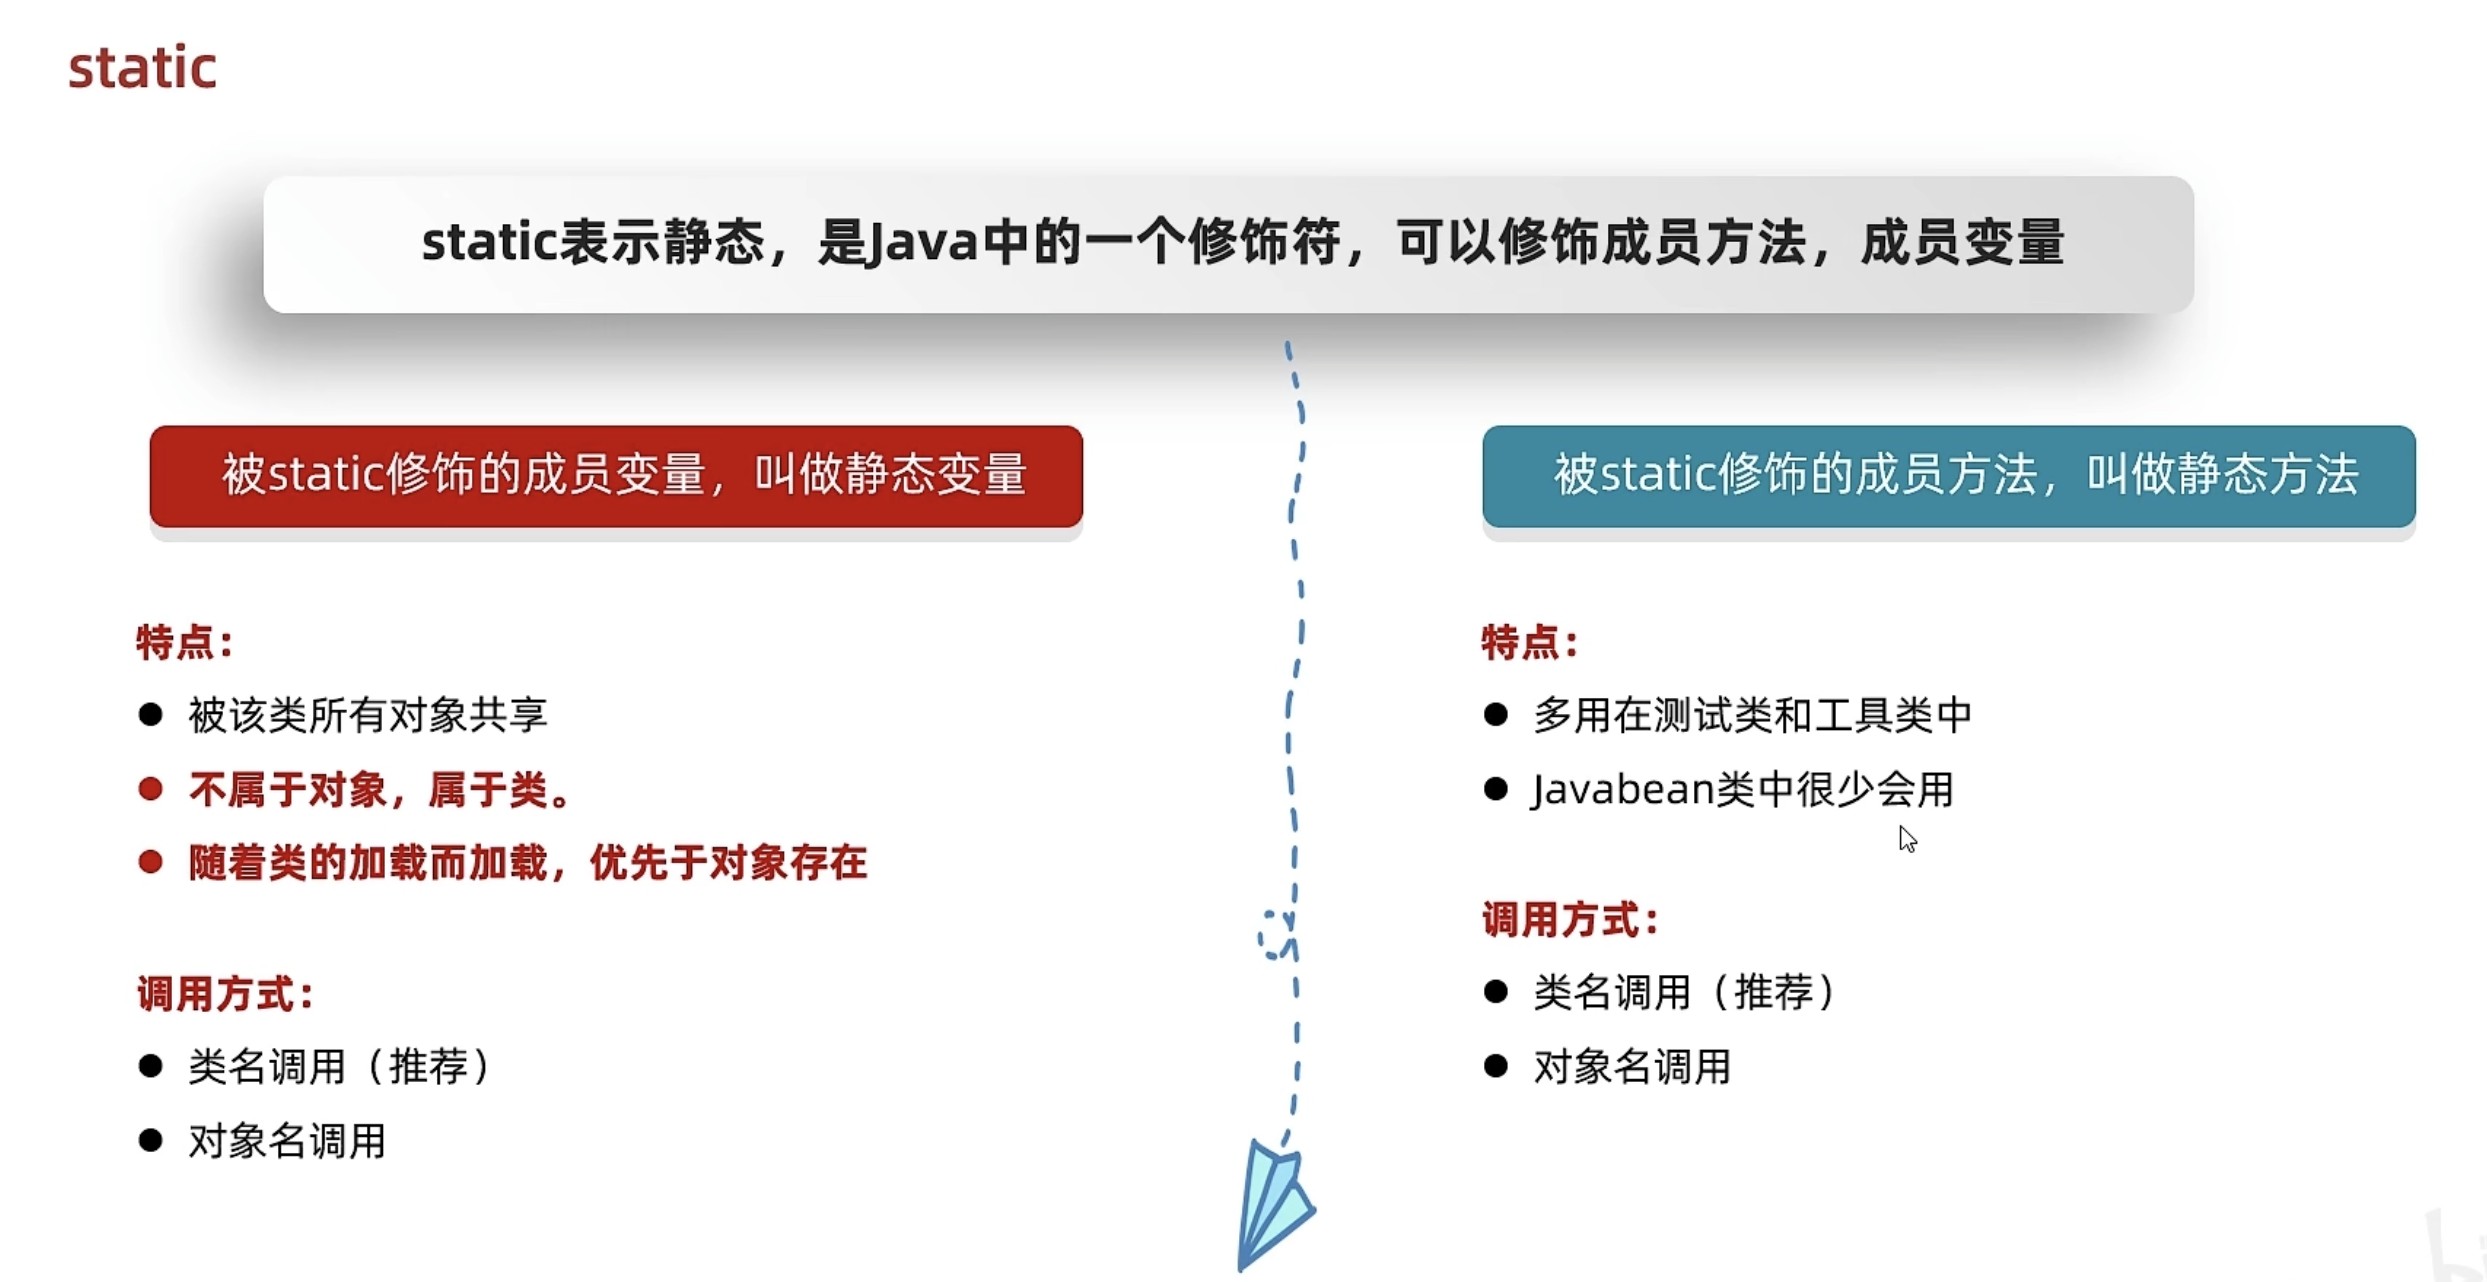 static
static表示静态，是Java中的一个修饰符，可以修饰成员方法，成员变量
被static修饰的成员变量，叫做静态变量
特点：
被该类所有对象共享
不属于对象，属于类。
随着类的加载而加载，优先于对象存在
调用方式：
类名调用（推荐）
对象名调用
被static修饰的成员方法，叫做静态方法
特点：
多用在测试类和工具类中
Javabean类中很少会用
调用方式：
类名调用（推荐）
对象名调用